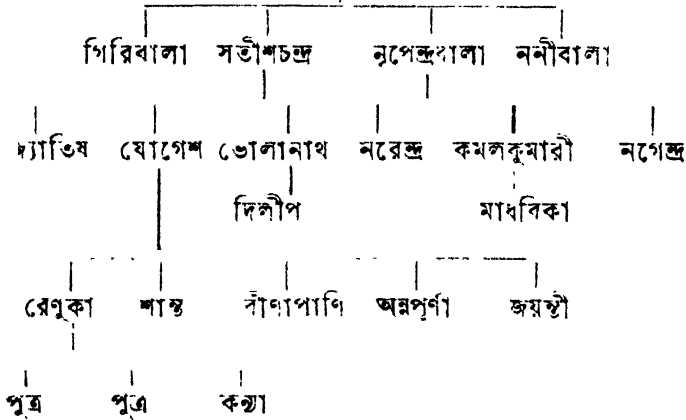 গিরিবালা সতীশচন্দ্র নৃপেন্দ্রবালা ননীবালা
যোগেশ ভোলানাথ নরেন্দ্র কমলকুমারী নগেন্দ্র
দিলীপ মাধবিকা
রেণুকা শান্ত বীণাপাণি অন্নপূর্ণা জয়ন্তী
পুত্র পুত্র কন্যা